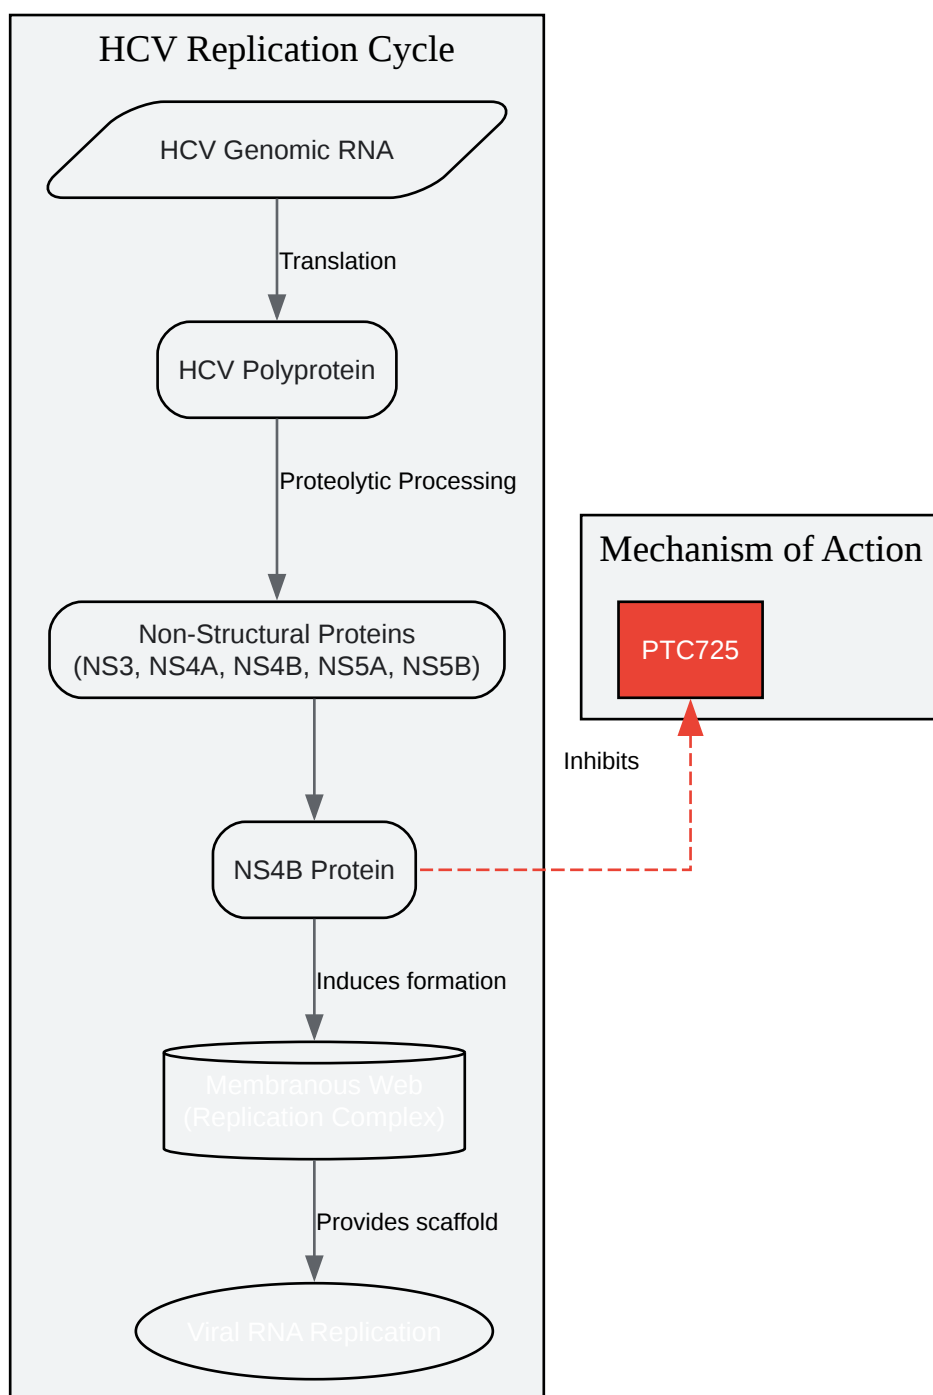 HCV Replication Cycle
HCV Genomic RNA
Translation
HCV Polyprotein
Proteolytic Processing
Non-Structural Proteins
(NS3, NS4A, NS4B, NS5A, NS5B)
Mechanism of Action
PTC725
Inhibits
NS4B Protein
Induces formation
Membranous Web
(Replication Complex)
Provides scaffold
Viral RNA Replication